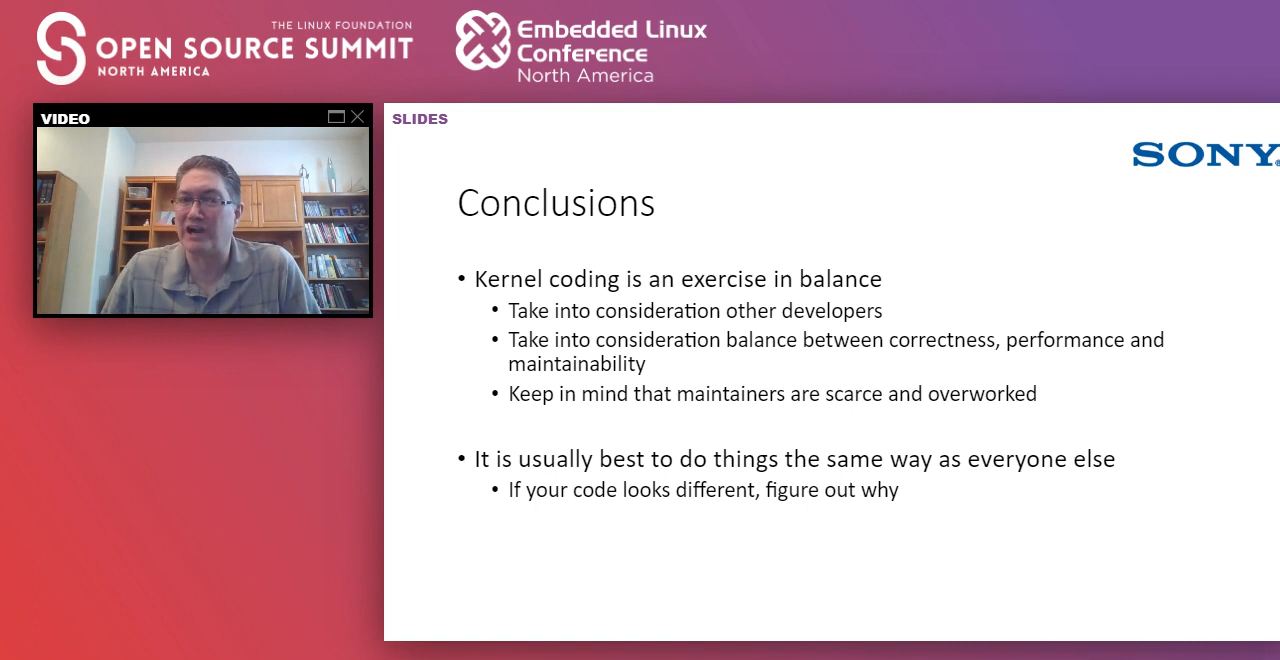 THE LINUX FOUNDATION
OPEN SOURCE SUMMIT
NORTH AMERICA
Embedded Linux
Conference
North America
VIDEO
SLIDES
SONY
Conclusions
• Kernel coding is an exercise in balance
• Take into consideration other developers
• Take into consideration balance between correctness, performance and
maintainability
• Keep in mind that maintainers are scarce and overworked
• It is usually best to do things the same way as everyone else
• If your code looks different, figure out why